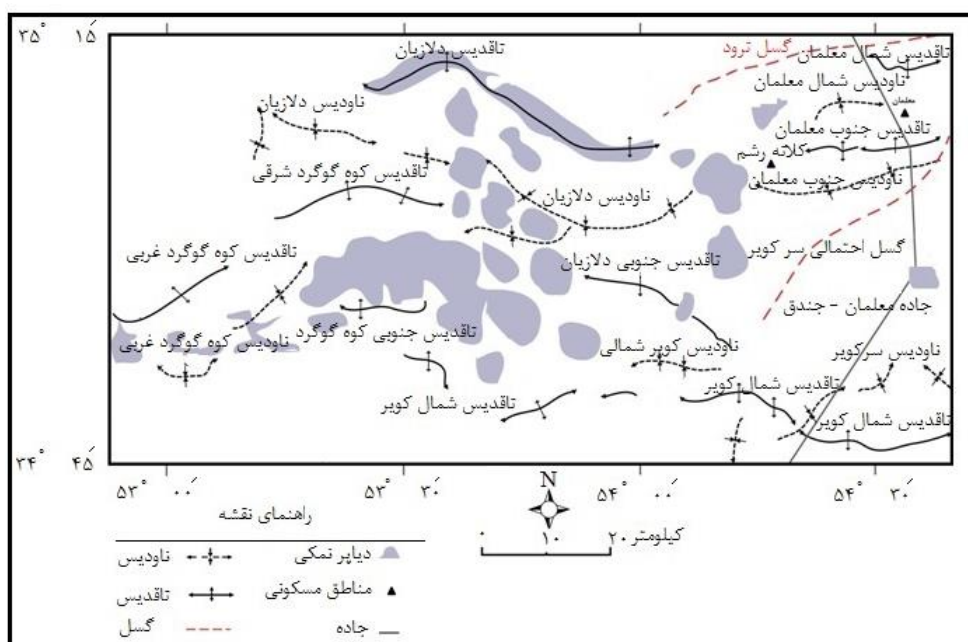 ۳۵° ۱۵´
تاقدیس دلازیان
گسل ترود
تاقدیس شمال معلمان
ناودیس شمال معلمان
معلمان
ناودیس دلازیان
تاقدیس جنوب معلمان
کلاته رشم
تاقدیس کوه گوگرد شرقی
ناودیس جنوب معلمان
ناودیس دلازیان
تاقدیس کوه گوگرد غربی
گسل احتمالی سر کویر
تاقدیس جنوبی دلازیان
جاده معلمان - جندق
تاقدیس جنوبی کوه گوگرد
ناودیس کوه گوگرد غربی
ناودیس کویر شمالی
ناودیس سرکویر
تاقدیس شمال کویر
تاقدیس شمال کویر
تاقدیس شمال کویر
۳۴° ۴۵´
۵۳° ۰۰´
۵۳° ۳۰´
۵۴° ۰۰´
۵۴° ۳۰´
N
راهنمای نقشه
۰ ۱۰ ۲۰ کیلومتر
دیاپر نمکی
ناودیس
مناطق مسکونی
تاقدیس
جاده
گسل